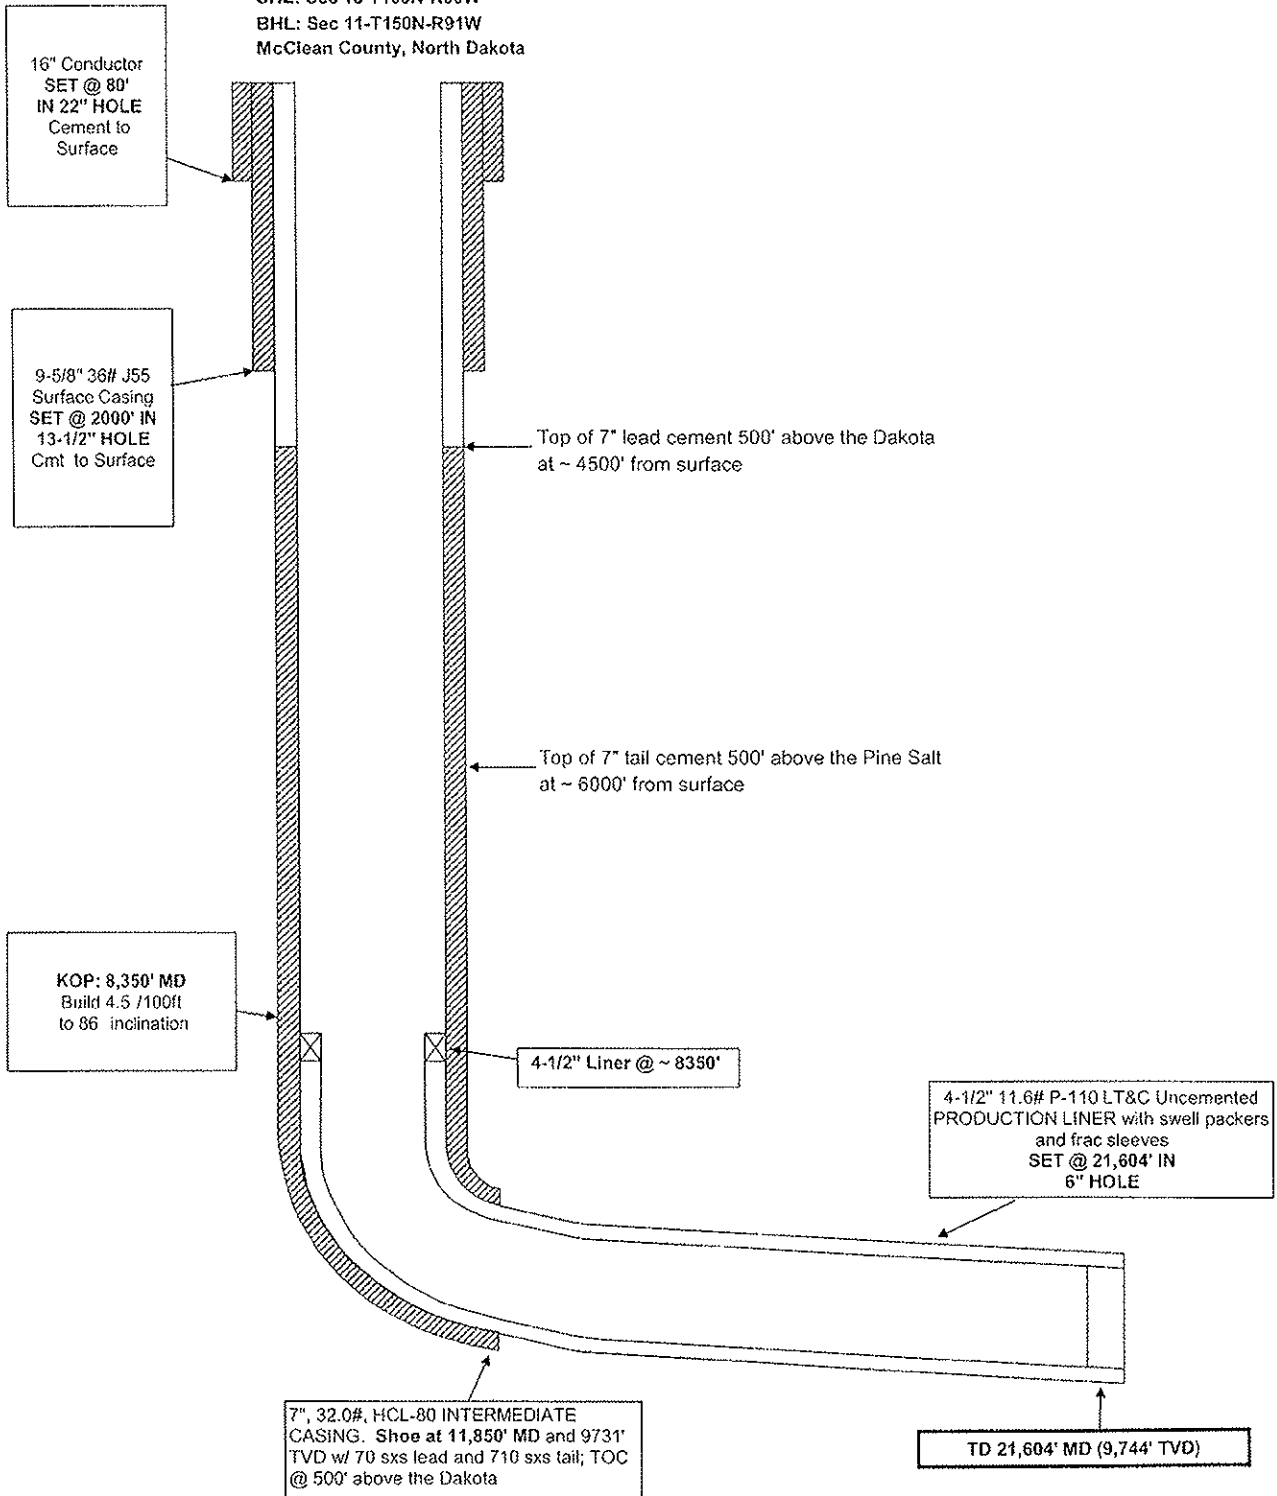 BHL: Sec 11-T150N-R91W
McClean County, North Dakota
16" Conductor
SET @ 80'
IN 22" HOLE
Cement to
Surface
9-5/8" 36# J55
Surface Casing
SET @ 2000' IN
13-1/2" HOLE
Cmt to Surface
Top of 7" lead cement 500' above the Dakota
at ~ 4500' from surface
Top of 7" tail cement 500' above the Pine Salt
at ~ 6000' from surface
KOP: 8,350' MD
Build 4.5 /100ft
to 86 inclination
4-1/2" Liner @ ~ 8350'
4-1/2" 11.6# P-110 LT&C Uncemented
PRODUCTION LINER with swell packers
and frac sleeves
SET @ 21,604' IN
6" HOLE
7", 32.0#, HCL-80 INTERMEDIATE
CASING. Shoe at 11,850' MD and 9731'
TVD w/ 70 sxs lead and 710 sxs tail; TOC
@ 500' above the Dakota
TD 21,604' MD (9,744' TVD)